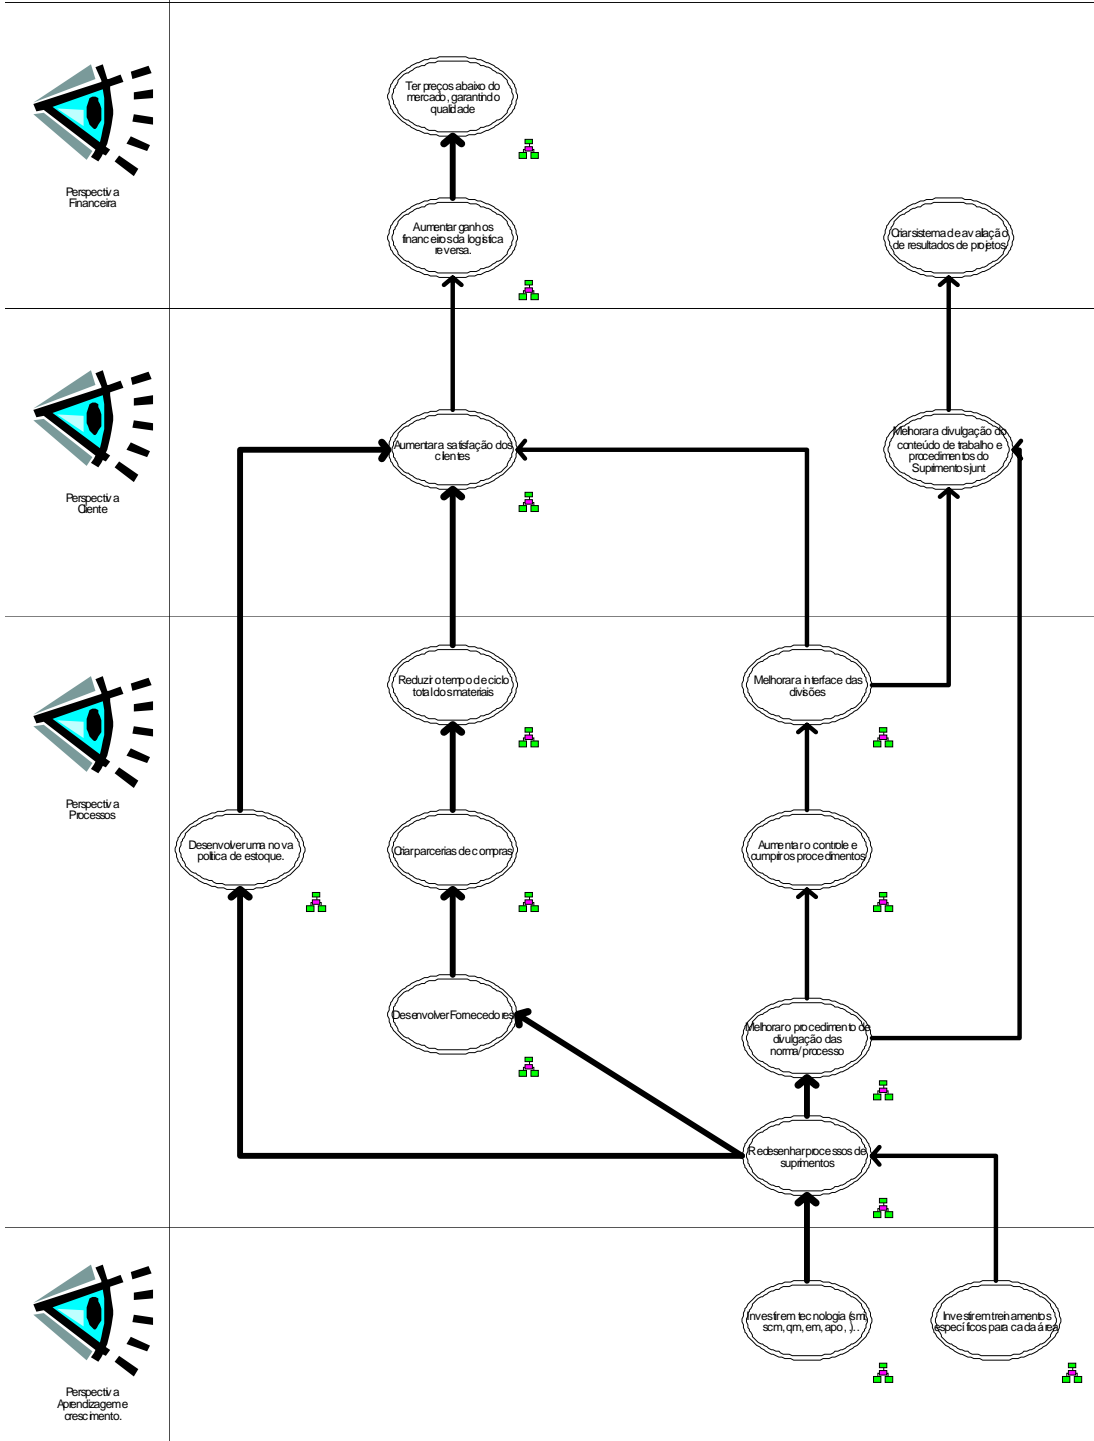 Ter preços abaixo do
mercado, garantindo
qualidade
Perspectiva
Financeira
Aumentar ganhos
financeiros da logística
reversa.
Criar sistema de avaliação
de resultados de projetos
Aumentar a satisfação dos
clientes
Melhorar a divulgação do
conteúdo de trabalho e
procedimentos do
Suprimentos junt
Perspectiva
Cliente
Reduzir o tempo de ciclo
total dos materiais
Melhorar a interface das
divisões
Perspectiva
Processos
Desenvolver uma nova
política de estoque.
Criar parcerias de compras
Aumentar o controle e
cumprir os procedimentos
Desenvolver Fornecedores
Melhorar o procedimento de
divulgação das
norma/processo
Redesenhar processos de
suprimentos
Investir em tecnologia (sm,
scm, qm, em, apo, ,)...
Investir em treinamentos
específicos para cada área
Perspectiva
Aprendizagem e
crescimento.